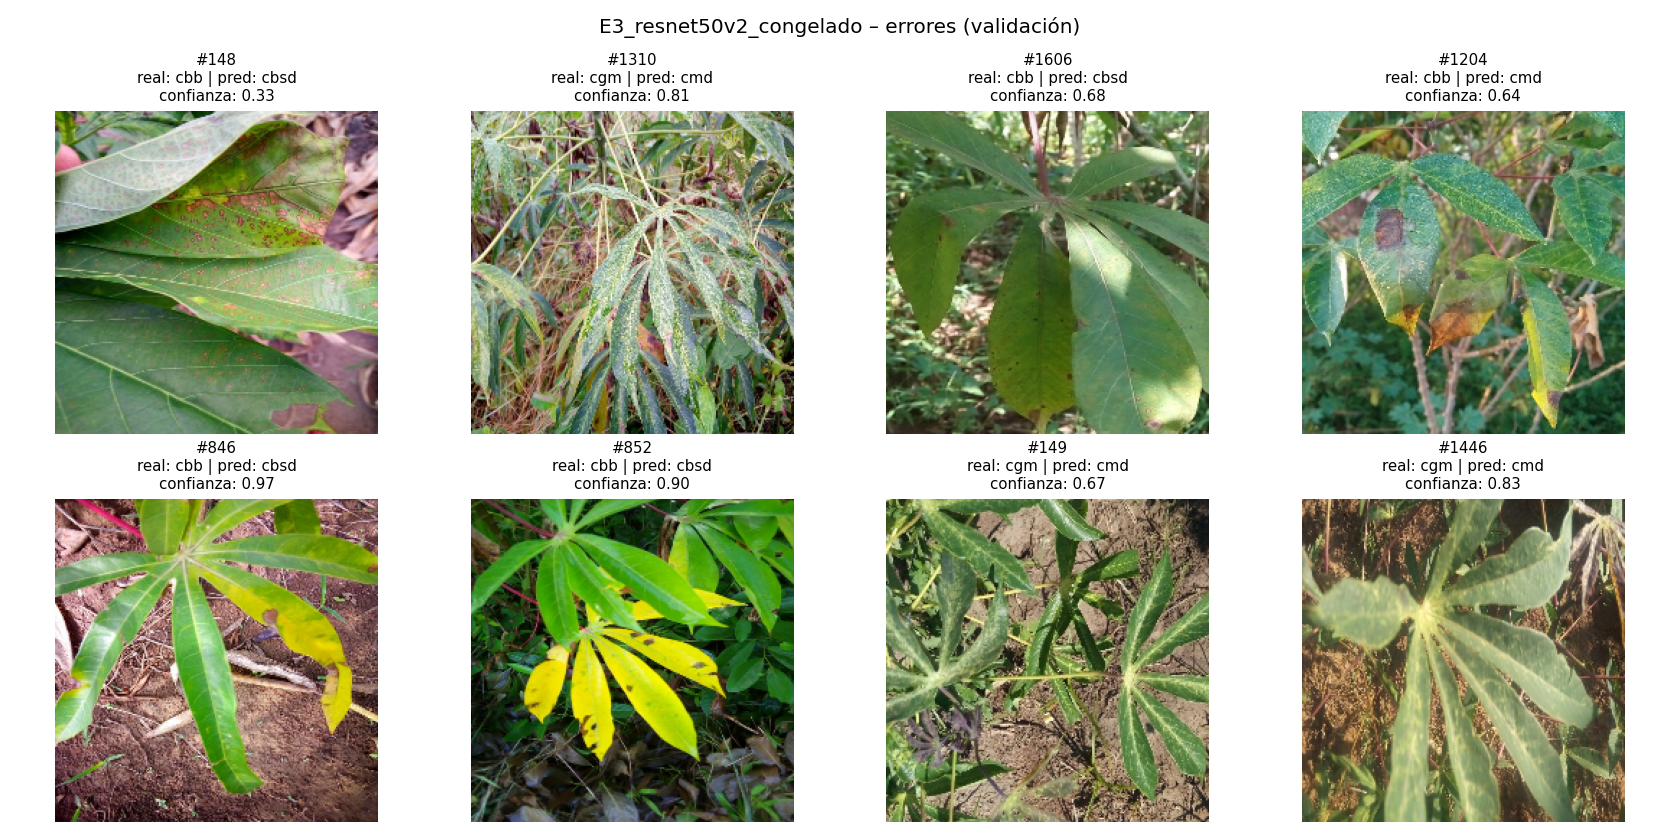 E3_resnet50v2_congelado – errores (validación)
#148
real: cbb | pred: cbsd
confianza: 0.33
#1310
real: cgm | pred: cmd
confianza: 0.81
#1606
real: cbb | pred: cbsd
confianza: 0.68
#1204
real: cbb | pred: cmd
confianza: 0.64
#846
real: cbb | pred: cbsd
confianza: 0.97
#852
real: cbb | pred: cbsd
confianza: 0.90
#149
real: cgm | pred: cmd
confianza: 0.67
#1446
real: cgm | pred: cmd
confianza: 0.83